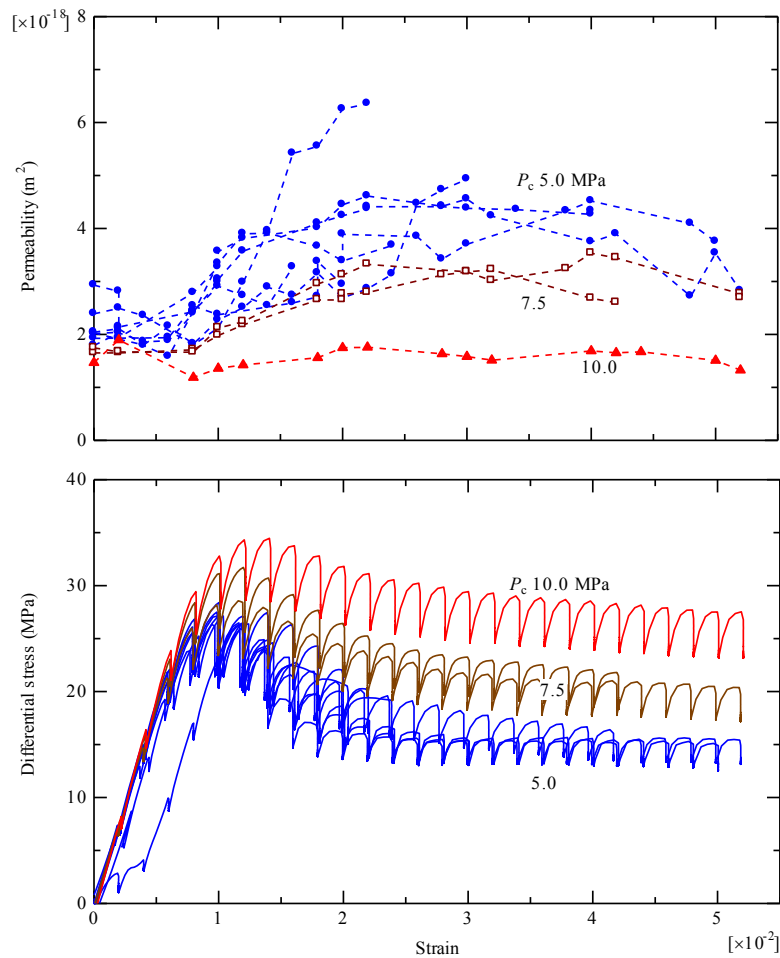 [×10⁻¹⁸]
8
6
4
2
0
Permeability (m²)
P_c 5.0 MPa
7.5
10.0
40
30
20
10
0
Differential stress (MPa)
P_c 10.0 MPa
7.5
5.0
0 1 2 3 4 5
Strain
[×10⁻²]